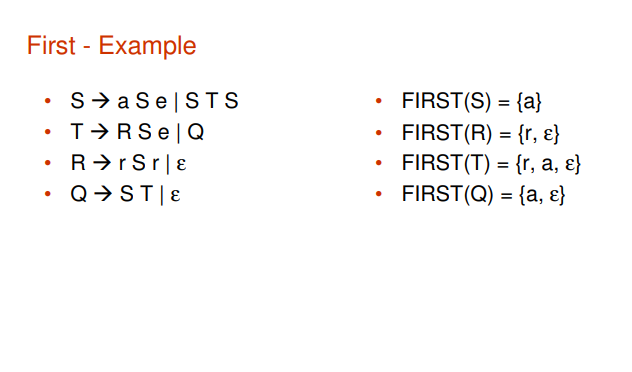 First - Example
• S → a S e | S T S
• T → R S e | Q
• R → r S r | ε
• Q → S T | ε
• FIRST(S) = {a}
• FIRST(R) = {r, ε}
• FIRST(T) = {r, a, ε}
• FIRST(Q) = {a, ε}